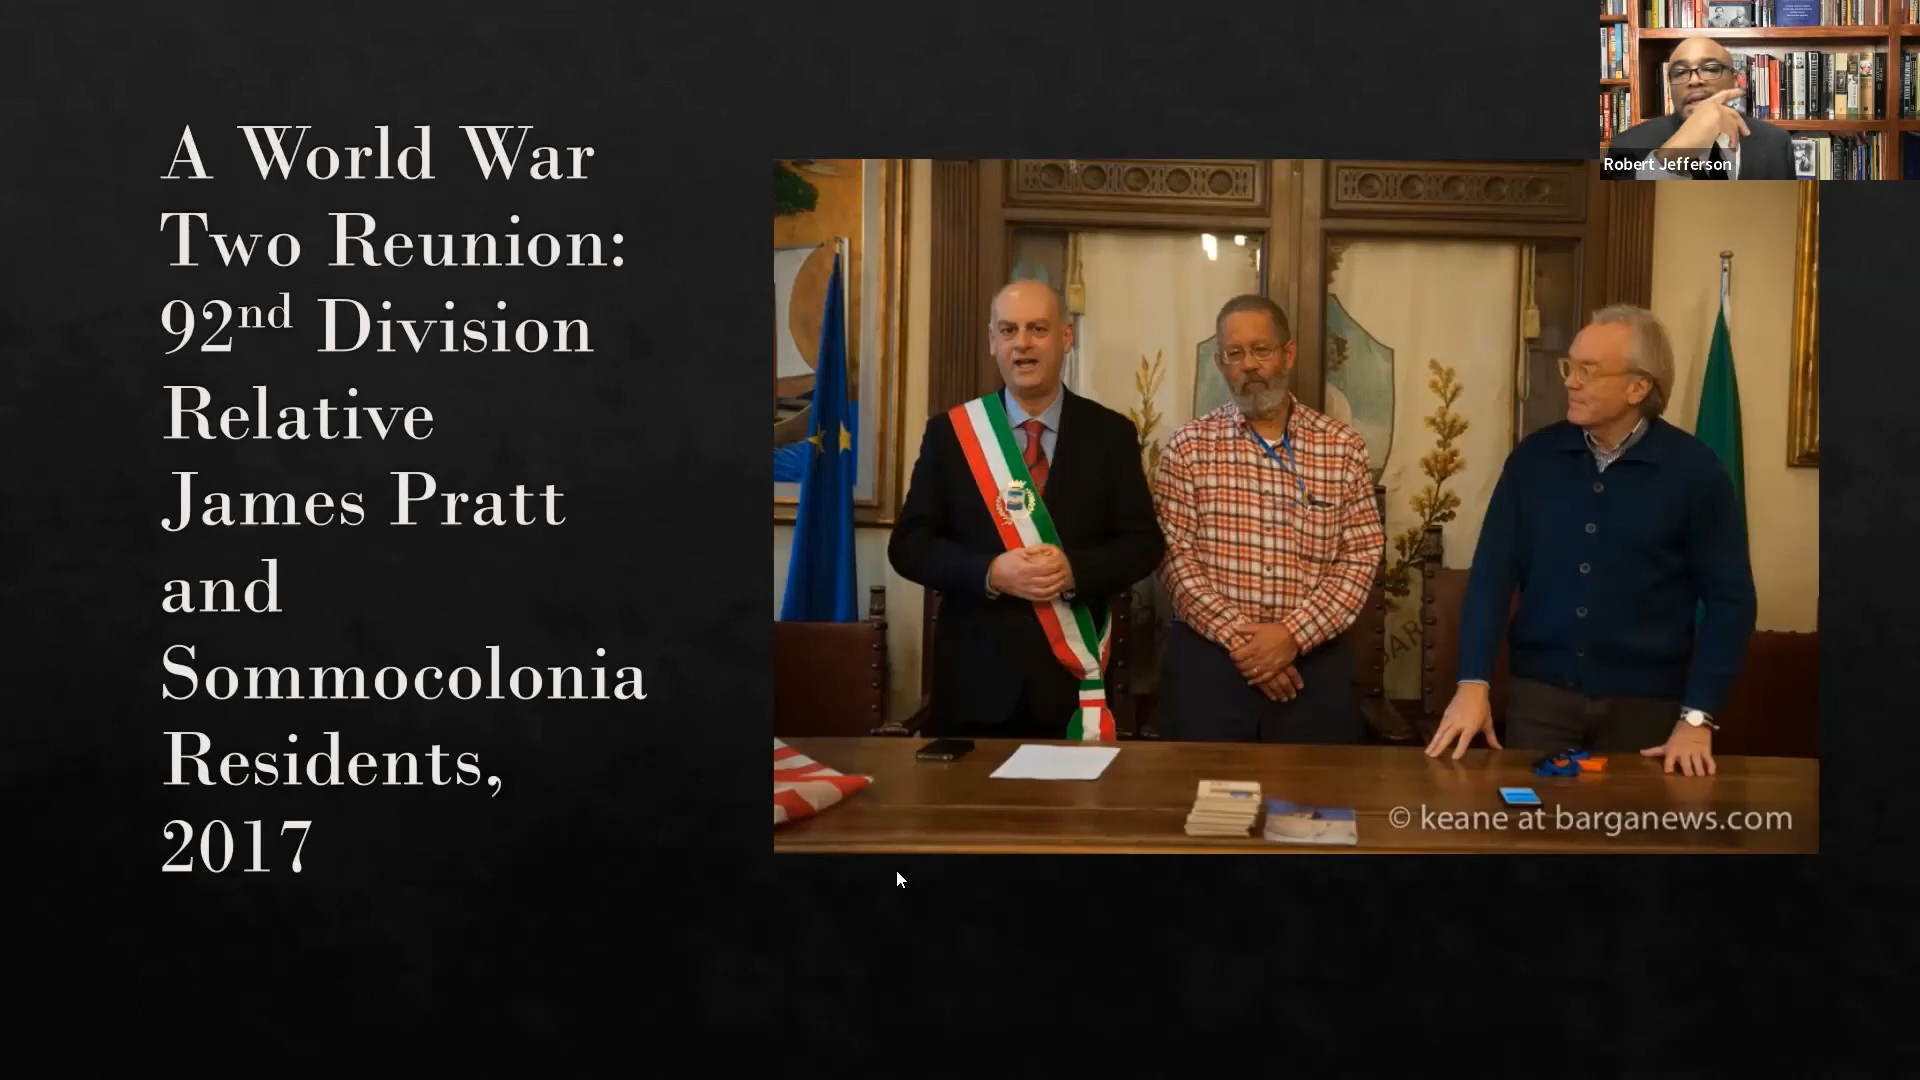 A World War
Two Reunion:
92nd Division
Relative
James Pratt
and
Sommocolonia
Residents,
2017
Robert Jefferson
© keane at barganews.com